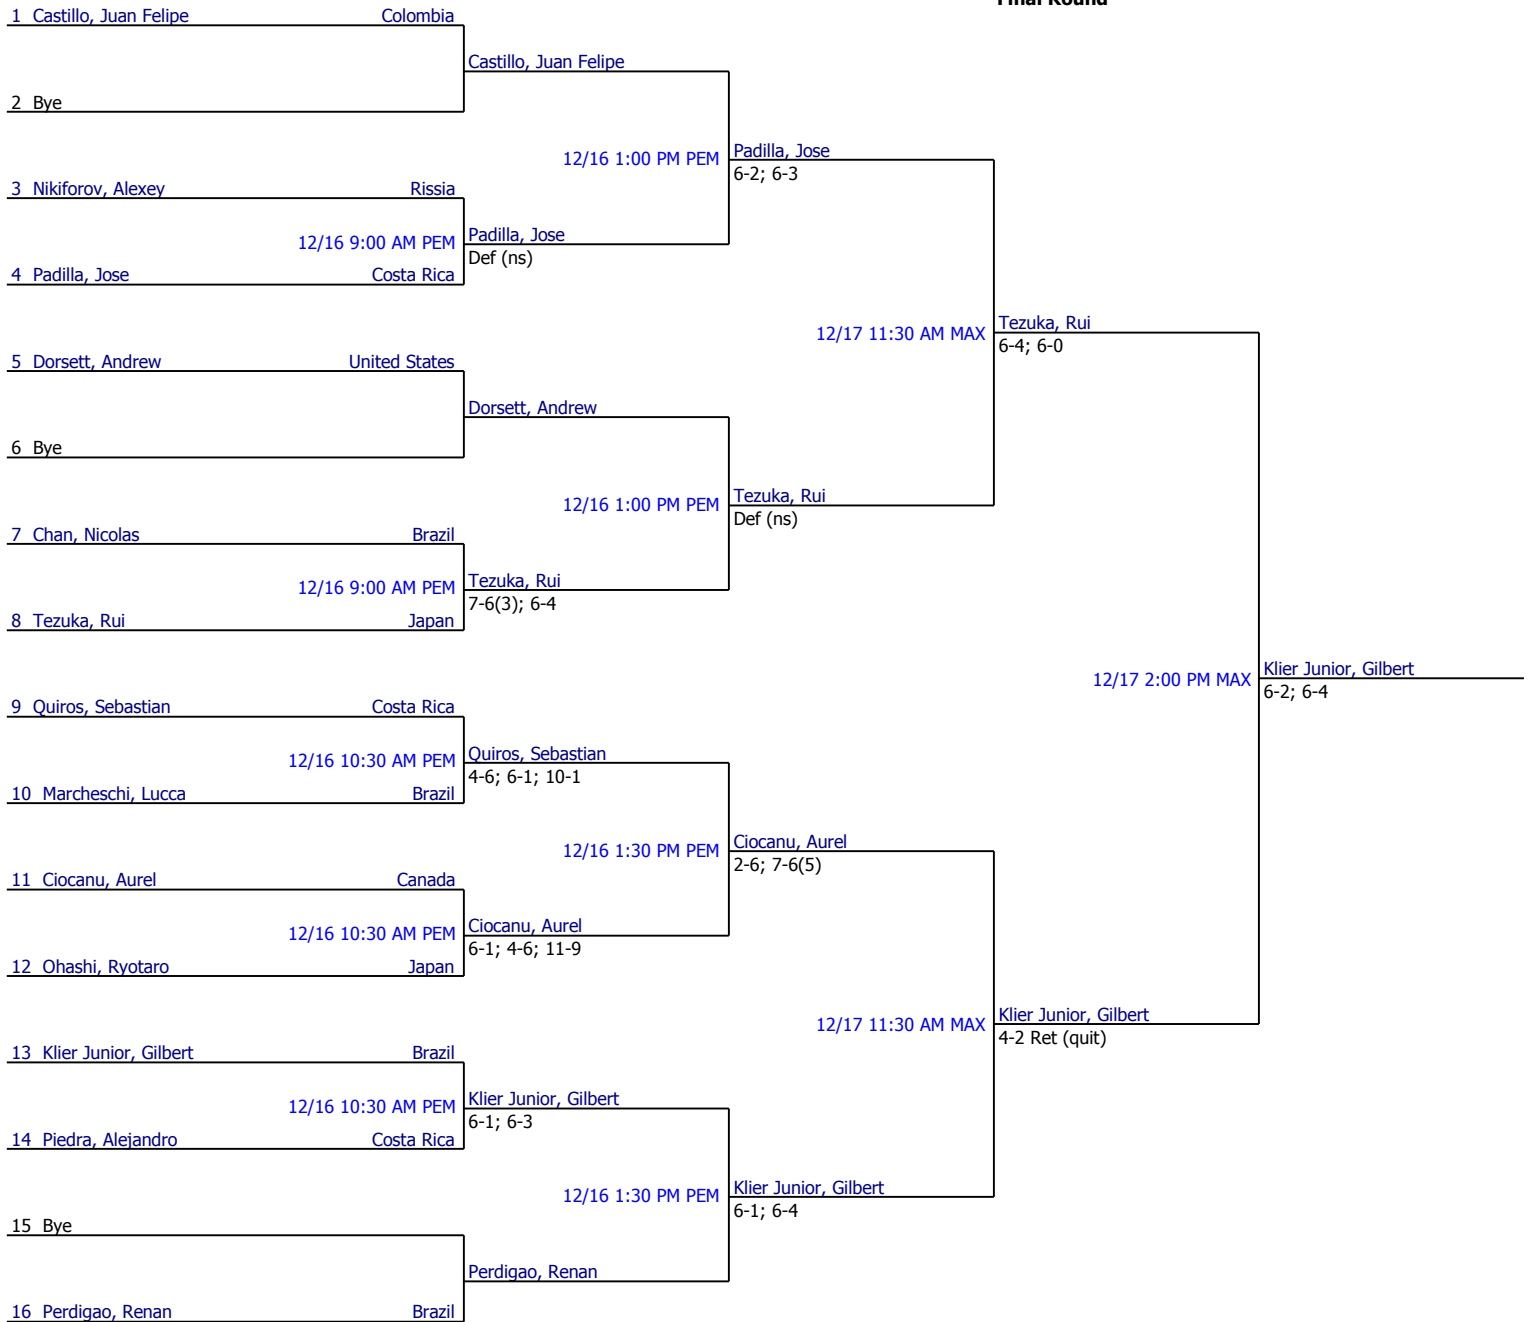 Final Round
1 Castillo, Juan Felipe Colombia
Castillo, Juan Felipe
2 Bye
12/16 1:00 PM PEM Padilla, Jose
6-2; 6-3
3 Nikiforov, Alexey Rissia
12/16 9:00 AM PEM Padilla, Jose
Def (ns)
4 Padilla, Jose Costa Rica
12/17 11:30 AM MAX Tezuka, Rui
6-4; 6-0
5 Dorsett, Andrew United States
Dorsett, Andrew
6 Bye
12/16 1:00 PM PEM Tezuka, Rui
Def (ns)
7 Chan, Nicolas Brazil
12/16 9:00 AM PEM Tezuka, Rui
7-6(3); 6-4
8 Tezuka, Rui Japan
12/17 2:00 PM MAX Klier Junior, Gilbert
6-2; 6-4
9 Quiros, Sebastian Costa Rica
12/16 10:30 AM PEM Quiros, Sebastian
4-6; 6-1; 10-1
10 Marcheschi, Lucca Brazil
12/16 1:30 PM PEM Ciocanu, Aurel
2-6; 7-6(5)
11 Ciocanu, Aurel Canada
12/16 10:30 AM PEM Ciocanu, Aurel
6-1; 4-6; 11-9
12 Ohashi, Ryotaro Japan
12/17 11:30 AM MAX Klier Junior, Gilbert
4-2 Ret (quit)
13 Klier Junior, Gilbert Brazil
12/16 10:30 AM PEM Klier Junior, Gilbert
6-1; 6-3
14 Piedra, Alejandro Costa Rica
12/16 1:30 PM PEM Klier Junior, Gilbert
6-1; 6-4
15 Bye
Perdigao, Renan
16 Perdigao, Renan Brazil